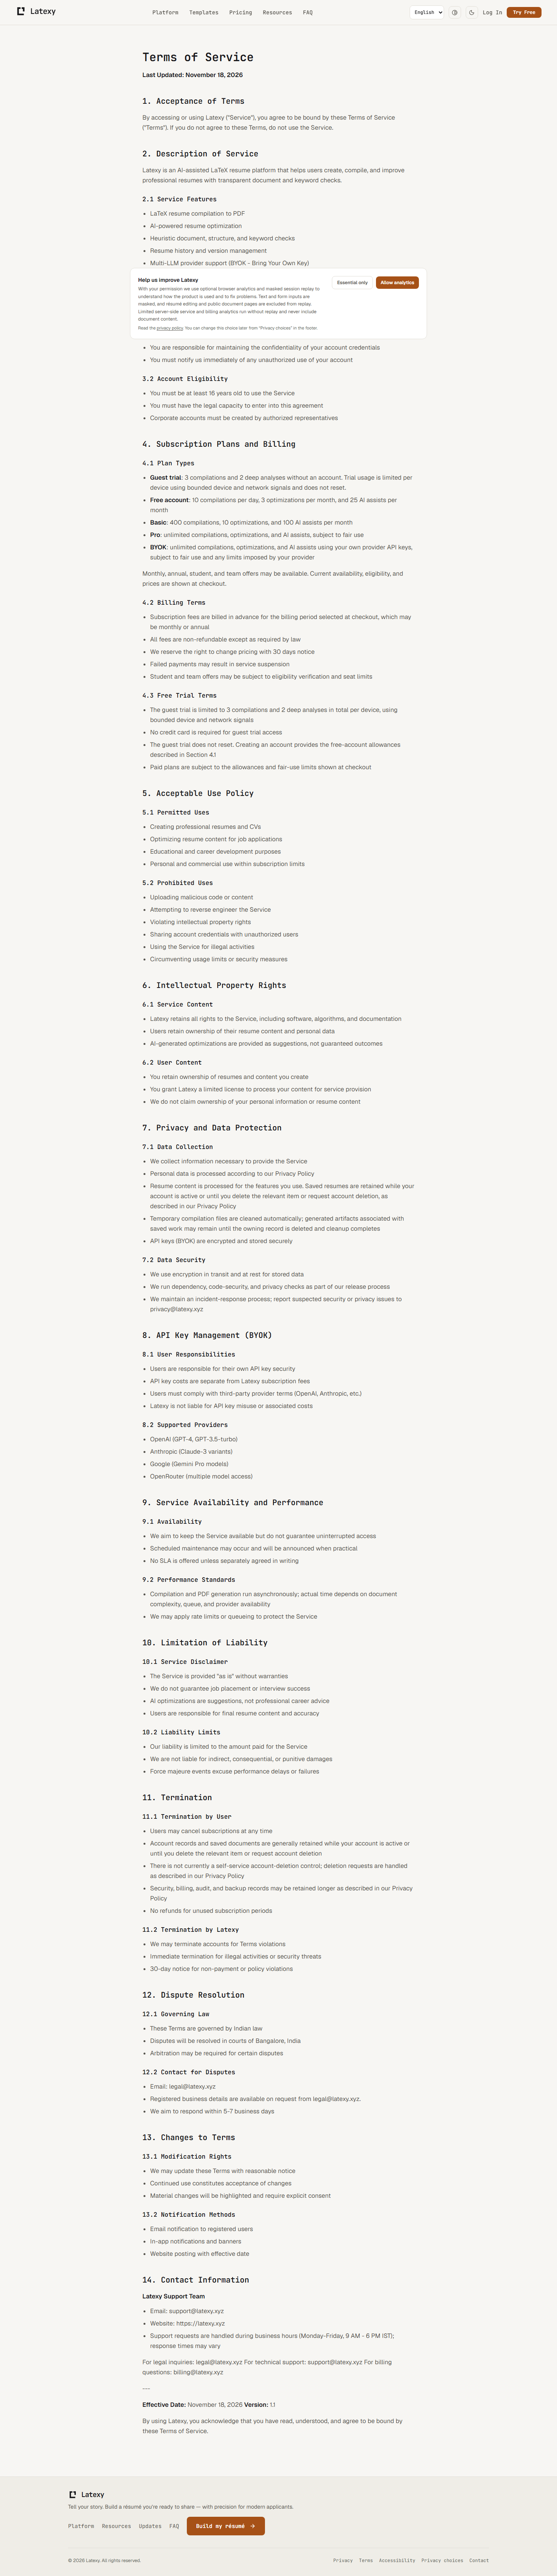 Latexy
Platform Templates Pricing Resources FAQ
English
Log In
Try Free
Terms of Service
Last Updated: November 18, 2026
1. Acceptance of Terms
By accessing or using Latexy ("Service"), you agree to be bound by these Terms of Service
("Terms"). If you do not agree to these Terms, do not use the Service.
2. Description of Service
Latexy is an AI-assisted LaTeX resume platform that helps users create, compile, and improve
professional resumes with transparent document and keyword checks.
2.1 Service Features
• LaTeX resume compilation to PDF
• AI-powered resume optimization
• Heuristic document, structure, and keyword checks
• Resume history and version management
• Multi-LLM provider support (BYOK - Bring Your Own Key)
Help us improve Latexy
With your permission we use optional browser analytics and masked session replay to
understand how the product is used and to fix problems. Text and form inputs are
masked, and résumé editing and public document pages are excluded from replay.
Limited server-side service and billing analytics run without replay and never include
document content.
Read the privacy policy. You can change this choice later from "Privacy choices" in the footer.
Essential only
Allow analytics
• You are responsible for maintaining the confidentiality of your account credentials
• You must notify us immediately of any unauthorized use of your account
3.2 Account Eligibility
• You must be at least 16 years old to use the Service
• You must have the legal capacity to enter into this agreement
• Corporate accounts must be created by authorized representatives
4. Subscription Plans and Billing
4.1 Plan Types
• Guest trial: 3 compilations and 2 deep analyses without an account. Trial usage is limited per
device using bounded device and network signals and does not reset.
• Free account: 10 compilations per day, 3 optimizations per month, and 25 AI assists per
month
• Basic: 400 compilations, 10 optimizations, and 100 AI assists per month
• Pro: unlimited compilations, optimizations, and AI assists, subject to fair use
• BYOK: unlimited compilations, optimizations, and AI assists using your own provider API keys,
subject to fair use and any limits imposed by your provider
Monthly, annual, student, and team offers may be available. Current availability, eligibility, and
prices are shown at checkout.
4.2 Billing Terms
• Subscription fees are billed in advance for the billing period selected at checkout, which may
be monthly or annual
• All fees are non-refundable except as required by law
• We reserve the right to change pricing with 30 days notice
• Failed payments may result in service suspension
• Student and team offers may be subject to eligibility verification and seat limits
4.3 Free Trial Terms
• The guest trial is limited to 3 compilations and 2 deep analyses in total per device, using
bounded device and network signals
• No credit card is required for guest trial access
• The guest trial does not reset. Creating an account provides the free-account allowances
described in Section 4.1
• Paid plans are subject to the allowances and fair-use limits shown at checkout
5. Acceptable Use Policy
5.1 Permitted Uses
• Creating professional resumes and CVs
• Optimizing resume content for job applications
• Educational and career development purposes
• Personal and commercial use within subscription limits
5.2 Prohibited Uses
• Uploading malicious code or content
• Attempting to reverse engineer the Service
• Violating intellectual property rights
• Sharing account credentials with unauthorized users
• Using the Service for illegal activities
• Circumventing usage limits or security measures
6. Intellectual Property Rights
6.1 Service Content
• Latexy retains all rights to the Service, including software, algorithms, and documentation
• Users retain ownership of their resume content and personal data
• AI-generated optimizations are provided as suggestions, not guaranteed outcomes
6.2 User Content
• You retain ownership of resumes and content you create
• You grant Latexy a limited license to process your content for service provision
• We do not claim ownership of your personal information or resume content
7. Privacy and Data Protection
7.1 Data Collection
• We collect information necessary to provide the Service
• Personal data is processed according to our Privacy Policy
• Resume content is processed for the features you use. Saved resumes are retained while your
account is active or until you delete the relevant item or request account deletion, as
described in our Privacy Policy
• Temporary compilation files are cleaned automatically; generated artifacts associated with
saved work may remain until the owning record is deleted and cleanup completes
• API keys (BYOK) are encrypted and stored securely
7.2 Data Security
• We use encryption in transit and at rest for stored data
• We run dependency, code-security, and privacy checks as part of our release process
• We maintain an incident-response process; report suspected security or privacy issues to
privacy@latexy.xyz
8. API Key Management (BYOK)
8.1 User Responsibilities
• Users are responsible for their own API key security
• API key costs are separate from Latexy subscription fees
• Users must comply with third-party provider terms (OpenAI, Anthropic, etc.)
• Latexy is not liable for API key misuse or associated costs
8.2 Supported Providers
• OpenAI (GPT-4, GPT-3.5-turbo)
• Anthropic (Claude-3 variants)
• Google (Gemini Pro models)
• OpenRouter (multiple model access)
9. Service Availability and Performance
9.1 Availability
• We aim to keep the Service available but do not guarantee uninterrupted access
• Scheduled maintenance may occur and will be announced when practical
• No SLA is offered unless separately agreed in writing
9.2 Performance Standards
• Compilation and PDF generation run asynchronously; actual time depends on document
complexity, queue, and provider availability
• We may apply rate limits or queueing to protect the Service
10. Limitation of Liability
10.1 Service Disclaimer
• The Service is provided "as is" without warranties
• We do not guarantee job placement or interview success
• AI optimizations are suggestions, not professional career advice
• Users are responsible for final resume content and accuracy
10.2 Liability Limits
• Our liability is limited to the amount paid for the Service
• We are not liable for indirect, consequential, or punitive damages
• Force majeure events excuse performance delays or failures
11. Termination
11.1 Termination by User
• Users may cancel subscriptions at any time
• Account records and saved documents are generally retained while your account is active or
until you delete the relevant item or request account deletion
• There is not currently a self-service account-deletion control; deletion requests are handled
as described in our Privacy Policy
• Security, billing, audit, and backup records may be retained longer as described in our Privacy
Policy
• No refunds for unused subscription periods
11.2 Termination by Latexy
• We may terminate accounts for Terms violations
• Immediate termination for illegal activities or security threats
• 30-day notice for non-payment or policy violations
12. Dispute Resolution
12.1 Governing Law
• These Terms are governed by Indian law
• Disputes will be resolved in courts of Bangalore, India
• Arbitration may be required for certain disputes
12.2 Contact for Disputes
• Email: legal@latexy.xyz
• Registered business details are available on request from legal@latexy.xyz.
• We aim to respond within 5-7 business days
13. Changes to Terms
13.1 Modification Rights
• We may update these Terms with reasonable notice
• Continued use constitutes acceptance of changes
• Material changes will be highlighted and require explicit consent
13.2 Notification Methods
• Email notification to registered users
• In-app notifications and banners
• Website posting with effective date
14. Contact Information
Latexy Support Team
• Email: support@latexy.xyz
• Website: https://latexy.xyz
• Support requests are handled during business hours (Monday-Friday, 9 AM - 6 PM IST);
response times may vary
For legal inquiries: legal@latexy.xyz For technical support: support@latexy.xyz For billing
questions: billing@latexy.xyz
---
Effective Date: November 18, 2026 Version: 1.1
By using Latexy, you acknowledge that you have read, understood, and agree to be bound by
these Terms of Service.
Latexy
Tell your story. Build a résumé you're ready to share — with precision for modern applicants.
Platform Resources Updates FAQ
Build my résumé →
© 2026 Latexy. All rights reserved.
Privacy Terms Accessibility Privacy choices Contact